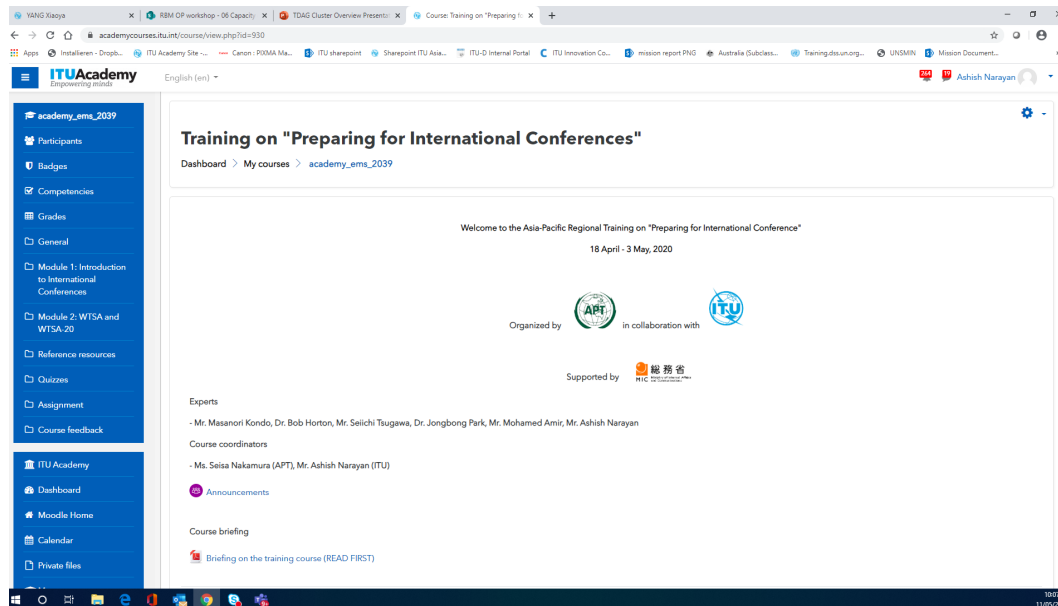 YANG Xiaoya
RBM OP workshop - 06 Capacity
TDAG Cluster Overview Presentat
Course: Training on "Preparing fo
academycourses.itu.int/course/view.php?id=930
Apps
Installieren - Dropb...
ITU Academy Site -...
Canon : PIXMA Ma...
ITU sharepoint
Sharepoint ITU Asia...
ITU-D Internal Portal
ITU Innovation Co...
mission report PNG
Australia (Subclass...
Training.dss.un.org...
UNSMIN
Mission Document...
ITUAcademy
Empowering minds
English (en)
264
19
Ashish Narayan
academy_ems_2039
Participants
Badges
Competencies
Grades
General
Module 1: Introduction
to International
Conferences
Module 2: WTSA and
WTSA-20
Reference resources
Quizzes
Assignment
Course feedback
ITU Academy
Dashboard
Moodle Home
Calendar
Private files
Training on "Preparing for International Conferences"
Dashboard > My courses > academy_ems_2039
Welcome to the Asia-Pacific Regional Training on "Preparing for International Conference"
18 April - 3 May, 2020
Organized by APT in collaboration with ITU
Supported by MIC 総務省
Experts
- Mr. Masanori Kondo, Dr. Bob Horton, Mr. Seiichi Tsugawa, Dr. Jongbong Park, Mr. Mohamed Amir, Mr. Ashish Narayan
Course coordinators
- Ms. Seisa Nakamura (APT), Mr. Ashish Narayan (ITU)
Announcements
Course briefing
Briefing on the training course (READ FIRST)